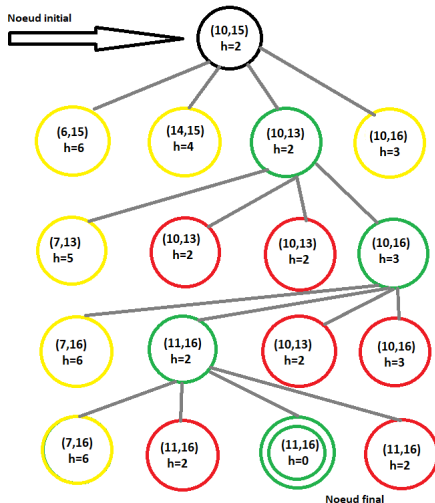 Noeud initial
(10,15)
h=2
(6,15)
h=6
(14,15)
h=4
(10,13)
h=2
(10,16)
h=3
(7,13)
h=5
(10,13)
h=2
(10,13)
h=2
(10,16)
h=3
(7,16)
h=6
(11,16)
h=2
(10,13)
h=2
(10,16)
h=3
(7,16)
h=6
(11,16)
h=2
(11,16)
h=0
(11,16)
h=2
Noeud final